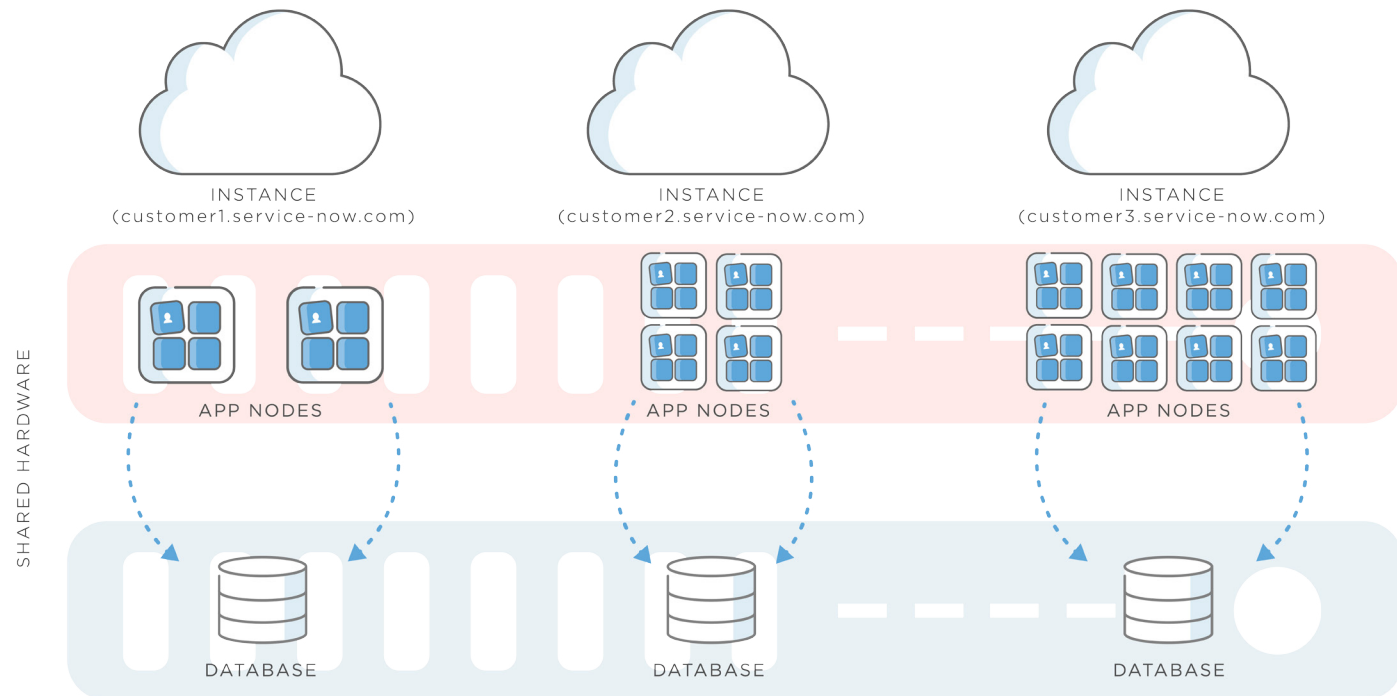 INSTANCE
(customer1.service-now.com)
INSTANCE
(customer2.service-now.com)
INSTANCE
(customer3.service-now.com)
SHARED HARDWARE
APP NODES
APP NODES
APP NODES
DATABASE
DATABASE
DATABASE